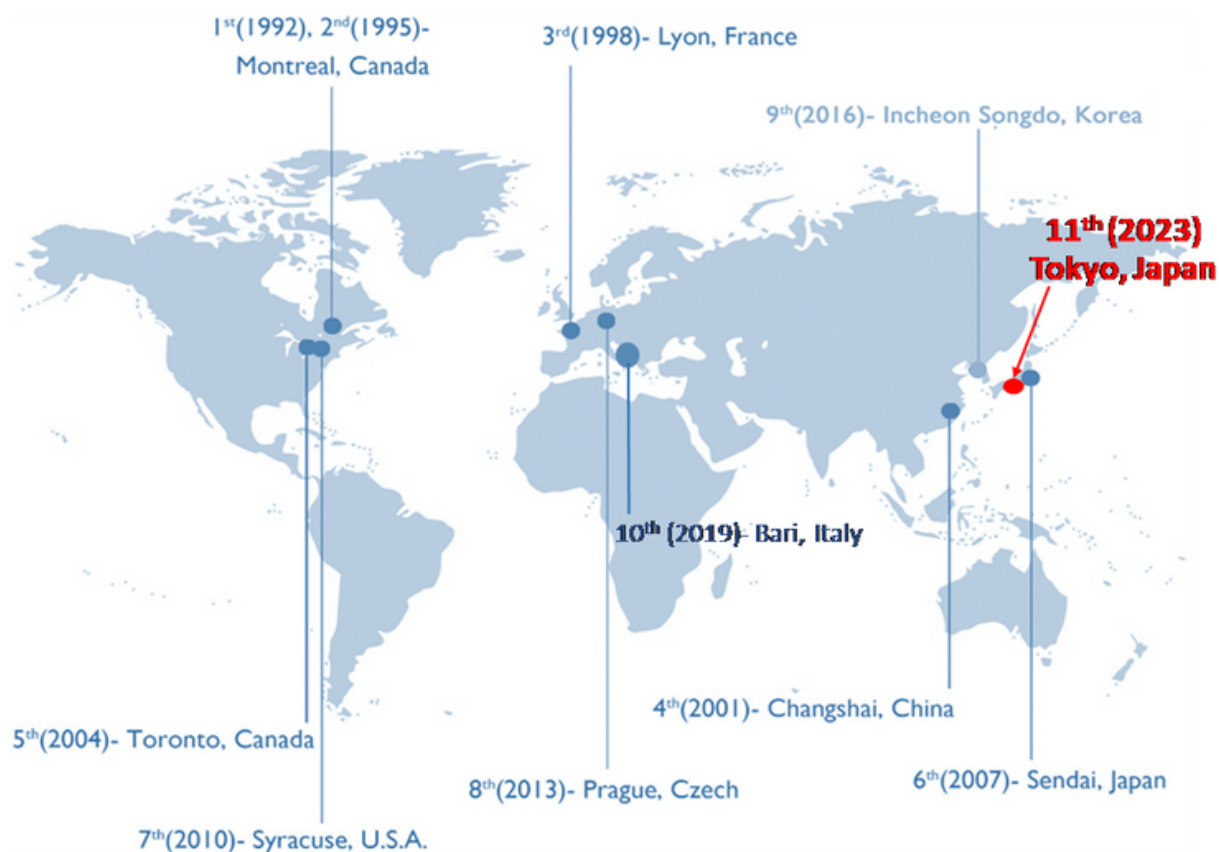 1st(1992), 2nd(1995)-
Montreal, Canada
3rd(1998)- Lyon, France
9th(2016)- Incheon Songdo, Korea
11th (2023)
Tokyo, Japan
10th (2019)- Bari, Italy
4th(2001)- Changshai, China
5th(2004)- Toronto, Canada
8th(2013)- Prague, Czech
6th(2007)- Sendai, Japan
7th(2010)- Syracuse, U.S.A.